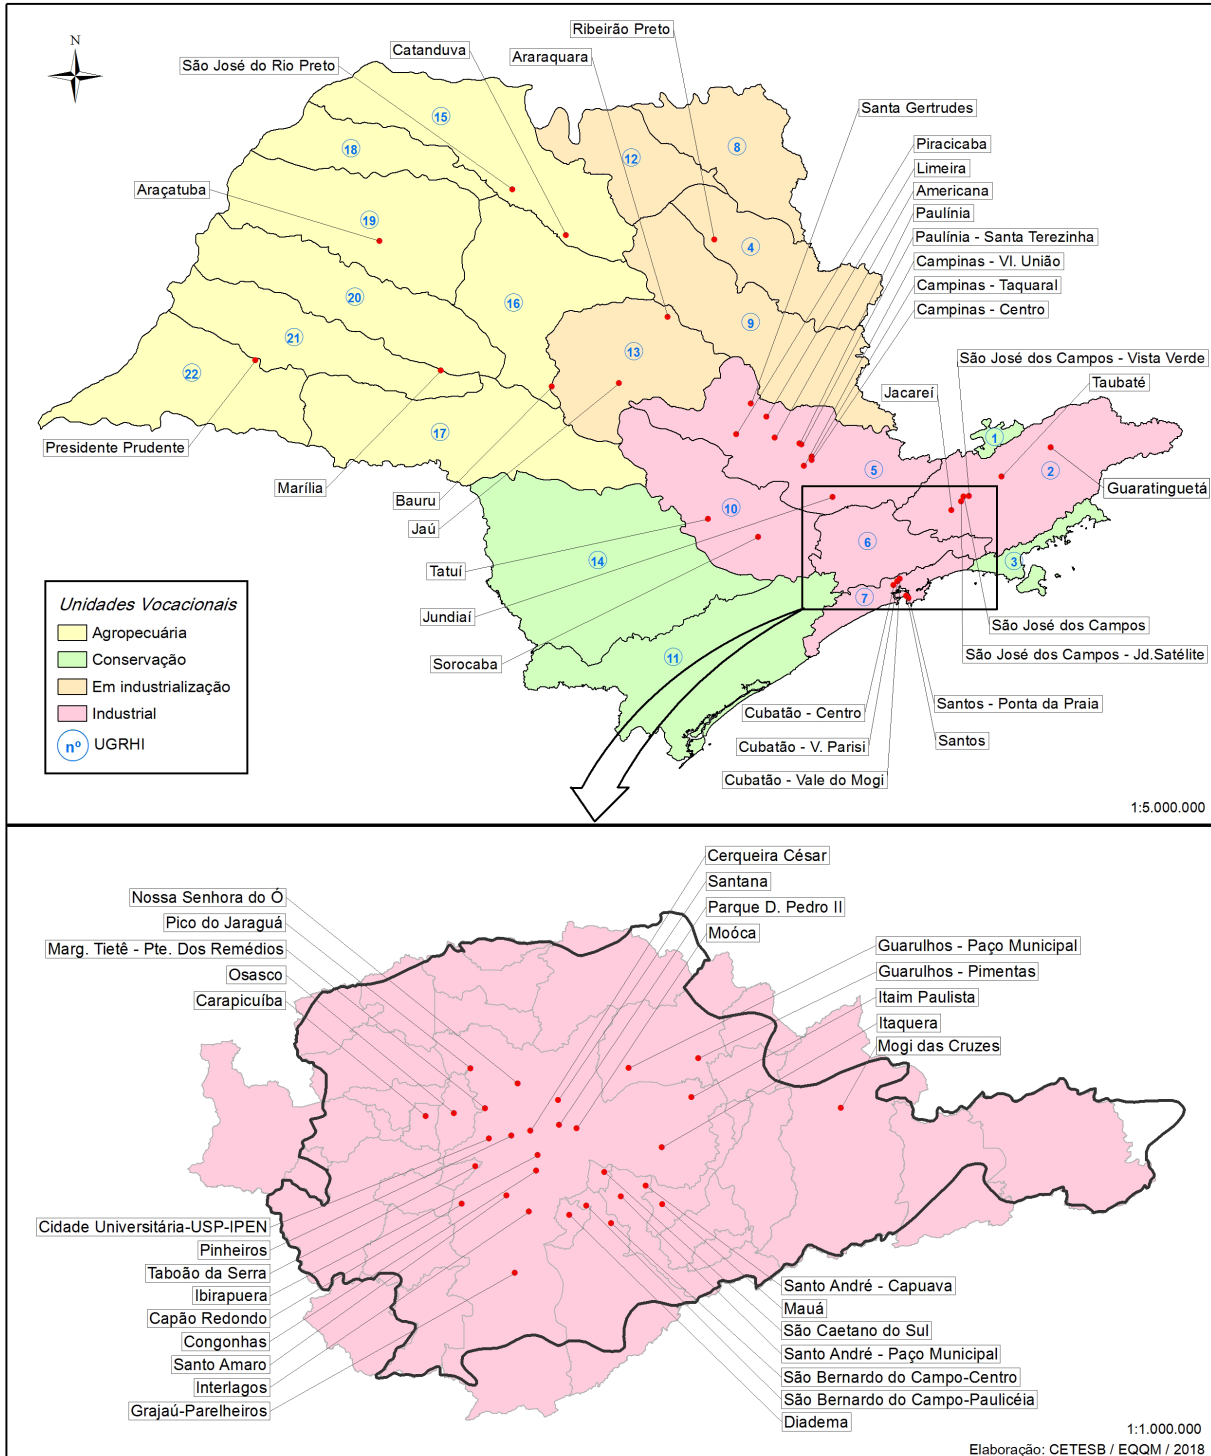 N
Ribeirão Preto
Catanduva
Araraquara
São José do Rio Preto
Santa Gertrudes
Piracicaba
Limeira
Americana
Paulínia
Paulínia - Santa Terezinha
Campinas - Vl. União
Campinas - Taquaral
Campinas - Centro
Araçatuba
São José dos Campos - Vista Verde
Taubaté
Jacareí
Guaratinguetá
Presidente Prudente
Marília
Bauru
Jaú
Tatuí
Jundiaí
Sorocaba
São José dos Campos
São José dos Campos - Jd.Satélite
Santos - Ponta da Praia
Santos
Cubatão - Centro
Cubatão - V. Parisi
Cubatão - Vale do Mogi
15
18
19
20
21
22
16
17
12
8
4
9
13
5
10
6
7
14
11
1
2
3
Unidades Vocacionais
Agropecuária
Conservação
Em industrialização
Industrial
nº UGRHI
1:5.000.000
Cerqueira César
Santana
Parque D. Pedro II
Moóca
Nossa Senhora do Ó
Pico do Jaraguá
Marg. Tietê - Pte. Dos Remédios
Osasco
Carapicuíba
Guarulhos - Paço Municipal
Guarulhos - Pimentas
Itaim Paulista
Itaquera
Mogi das Cruzes
Cidade Universitária-USP-IPEN
Pinheiros
Taboão da Serra
Ibirapuera
Capão Redondo
Congonhas
Santo Amaro
Interlagos
Grajaú-Parelheiros
Santo André - Capuava
Mauá
São Caetano do Sul
Santo André - Paço Municipal
São Bernardo do Campo-Centro
São Bernardo do Campo-Paulicéia
Diadema
1:1.000.000
Elaboração: CETESB / EQQM / 2018